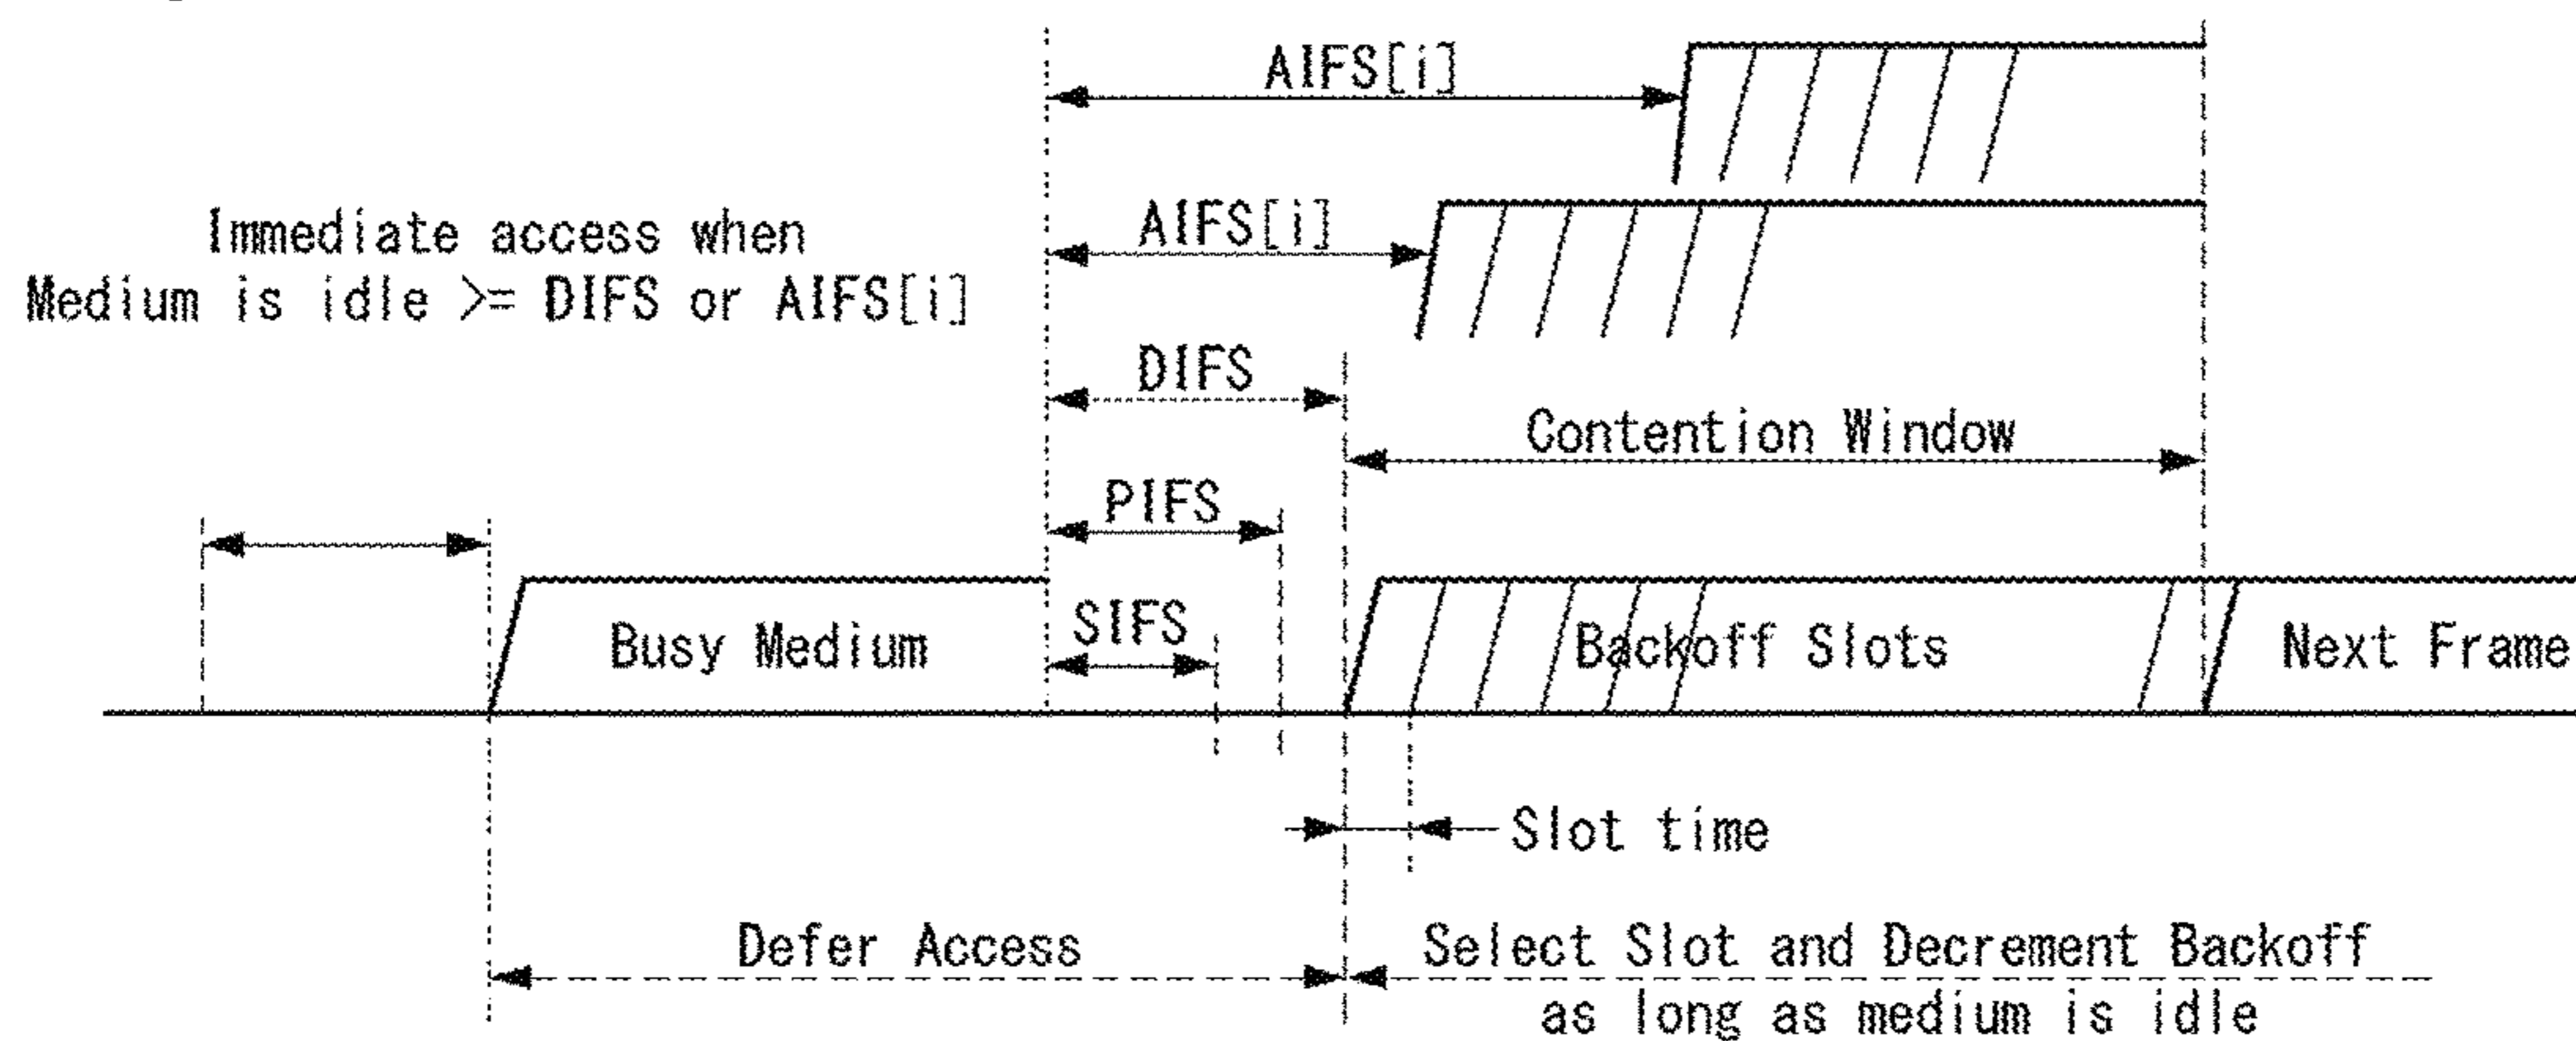 AIFS[i]
AIFS[i]
Immediate access when
Medium is idle >= DIFS or AIFS[i]
DIFS
Contention Window
PIFS
SIFS
Busy Medium
Backoff Slots
Next Frame
Slot time
Defer Access
Select Slot and Decrement Backoff
as long as medium is idle